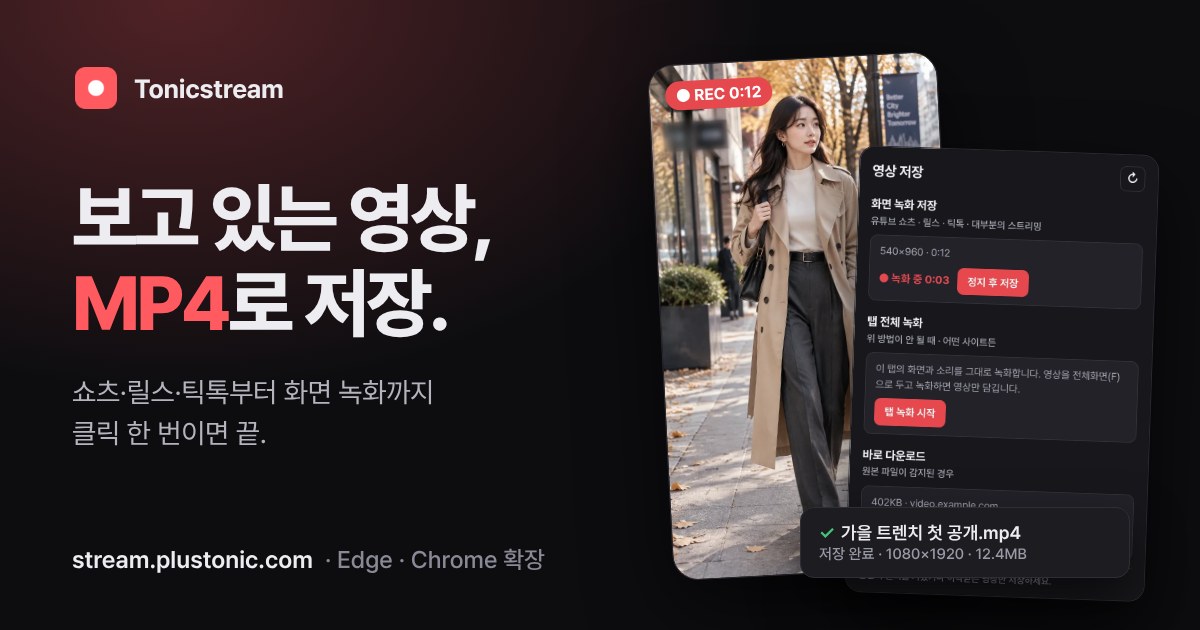 Tonicstream
보고 있는 영상,
MP4로 저장.
쇼츠·릴스·틱톡부터 화면 녹화까지
클릭 한 번이면 끝.
stream.plustonic.com · Edge · Chrome 확장
REC 0:12
Better
City
Brighter
Tomorrow
영상 저장
화면 녹화 저장
유튜브 쇼츠 · 릴스 · 틱톡 · 대부분의 스트리밍
540×960 · 0:12
녹화 중 0:03
정지 후 저장
탭 전체 녹화
위 방법이 안 될 때 · 어떤 사이트든
이 탭의 화면과 소리를 그대로 녹화합니다. 영상을 전체화면(F)
으로 두고 녹화하면 영상만 담깁니다.
탭 녹화 시작
바로 다운로드
원본 파일이 감지된 경우
402KB · video.example.com
가을 트렌치 첫 공개.mp4
저장 완료 · 1080×1920 · 12.4MB